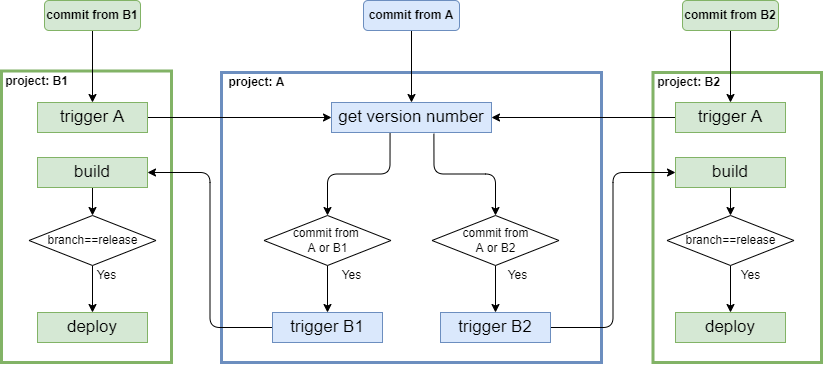 commit from B1
commit from A
commit from B2
project: B1
project: A
project: B2
trigger A
get version number
trigger A
build
build
branch==release
commit from
A or B1
commit from
A or B2
branch==release
Yes
Yes
Yes
Yes
deploy
trigger B1
trigger B2
deploy